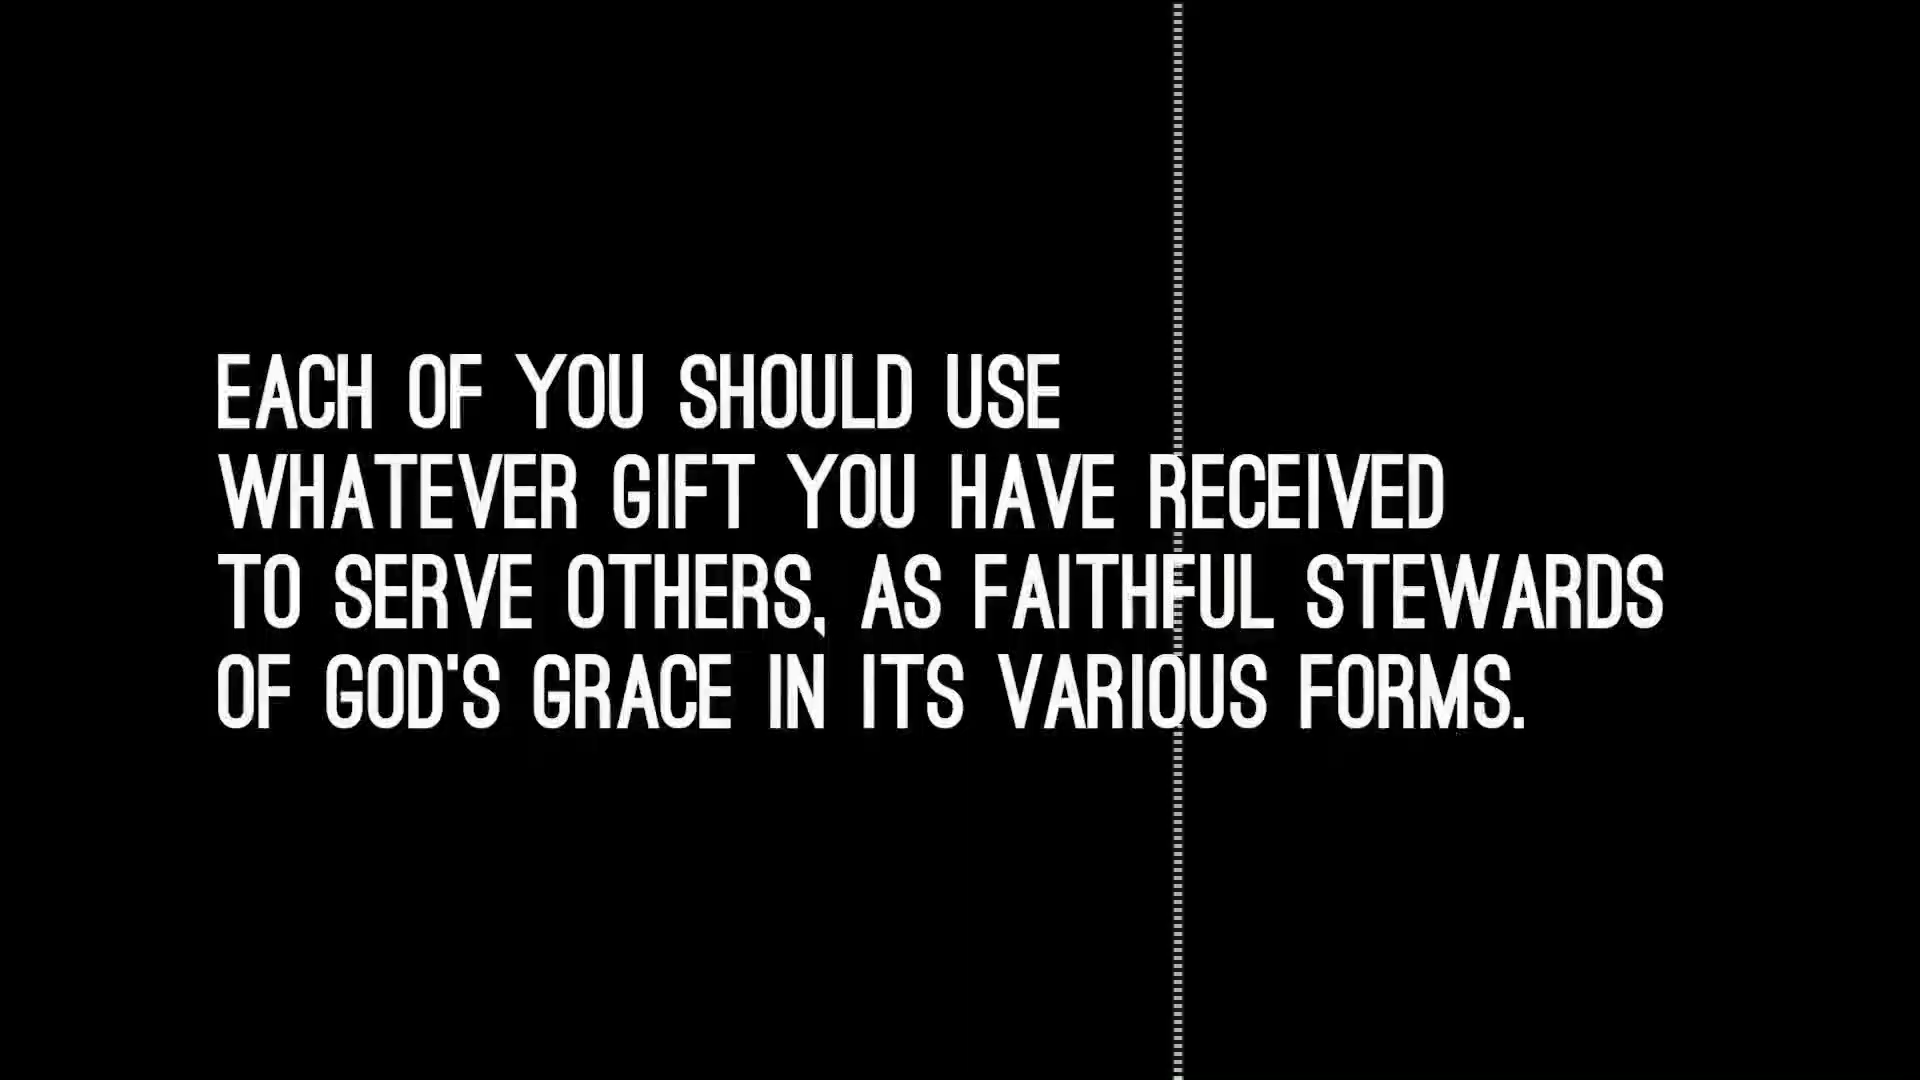 EACH OF YOU SHOULD USE
WHATEVER GIFT YOU HAVE RECEIVED
TO SERVE OTHERS, AS FAITHFUL STEWARDS
OF GOD'S GRACE IN ITS VARIOUS FORMS.